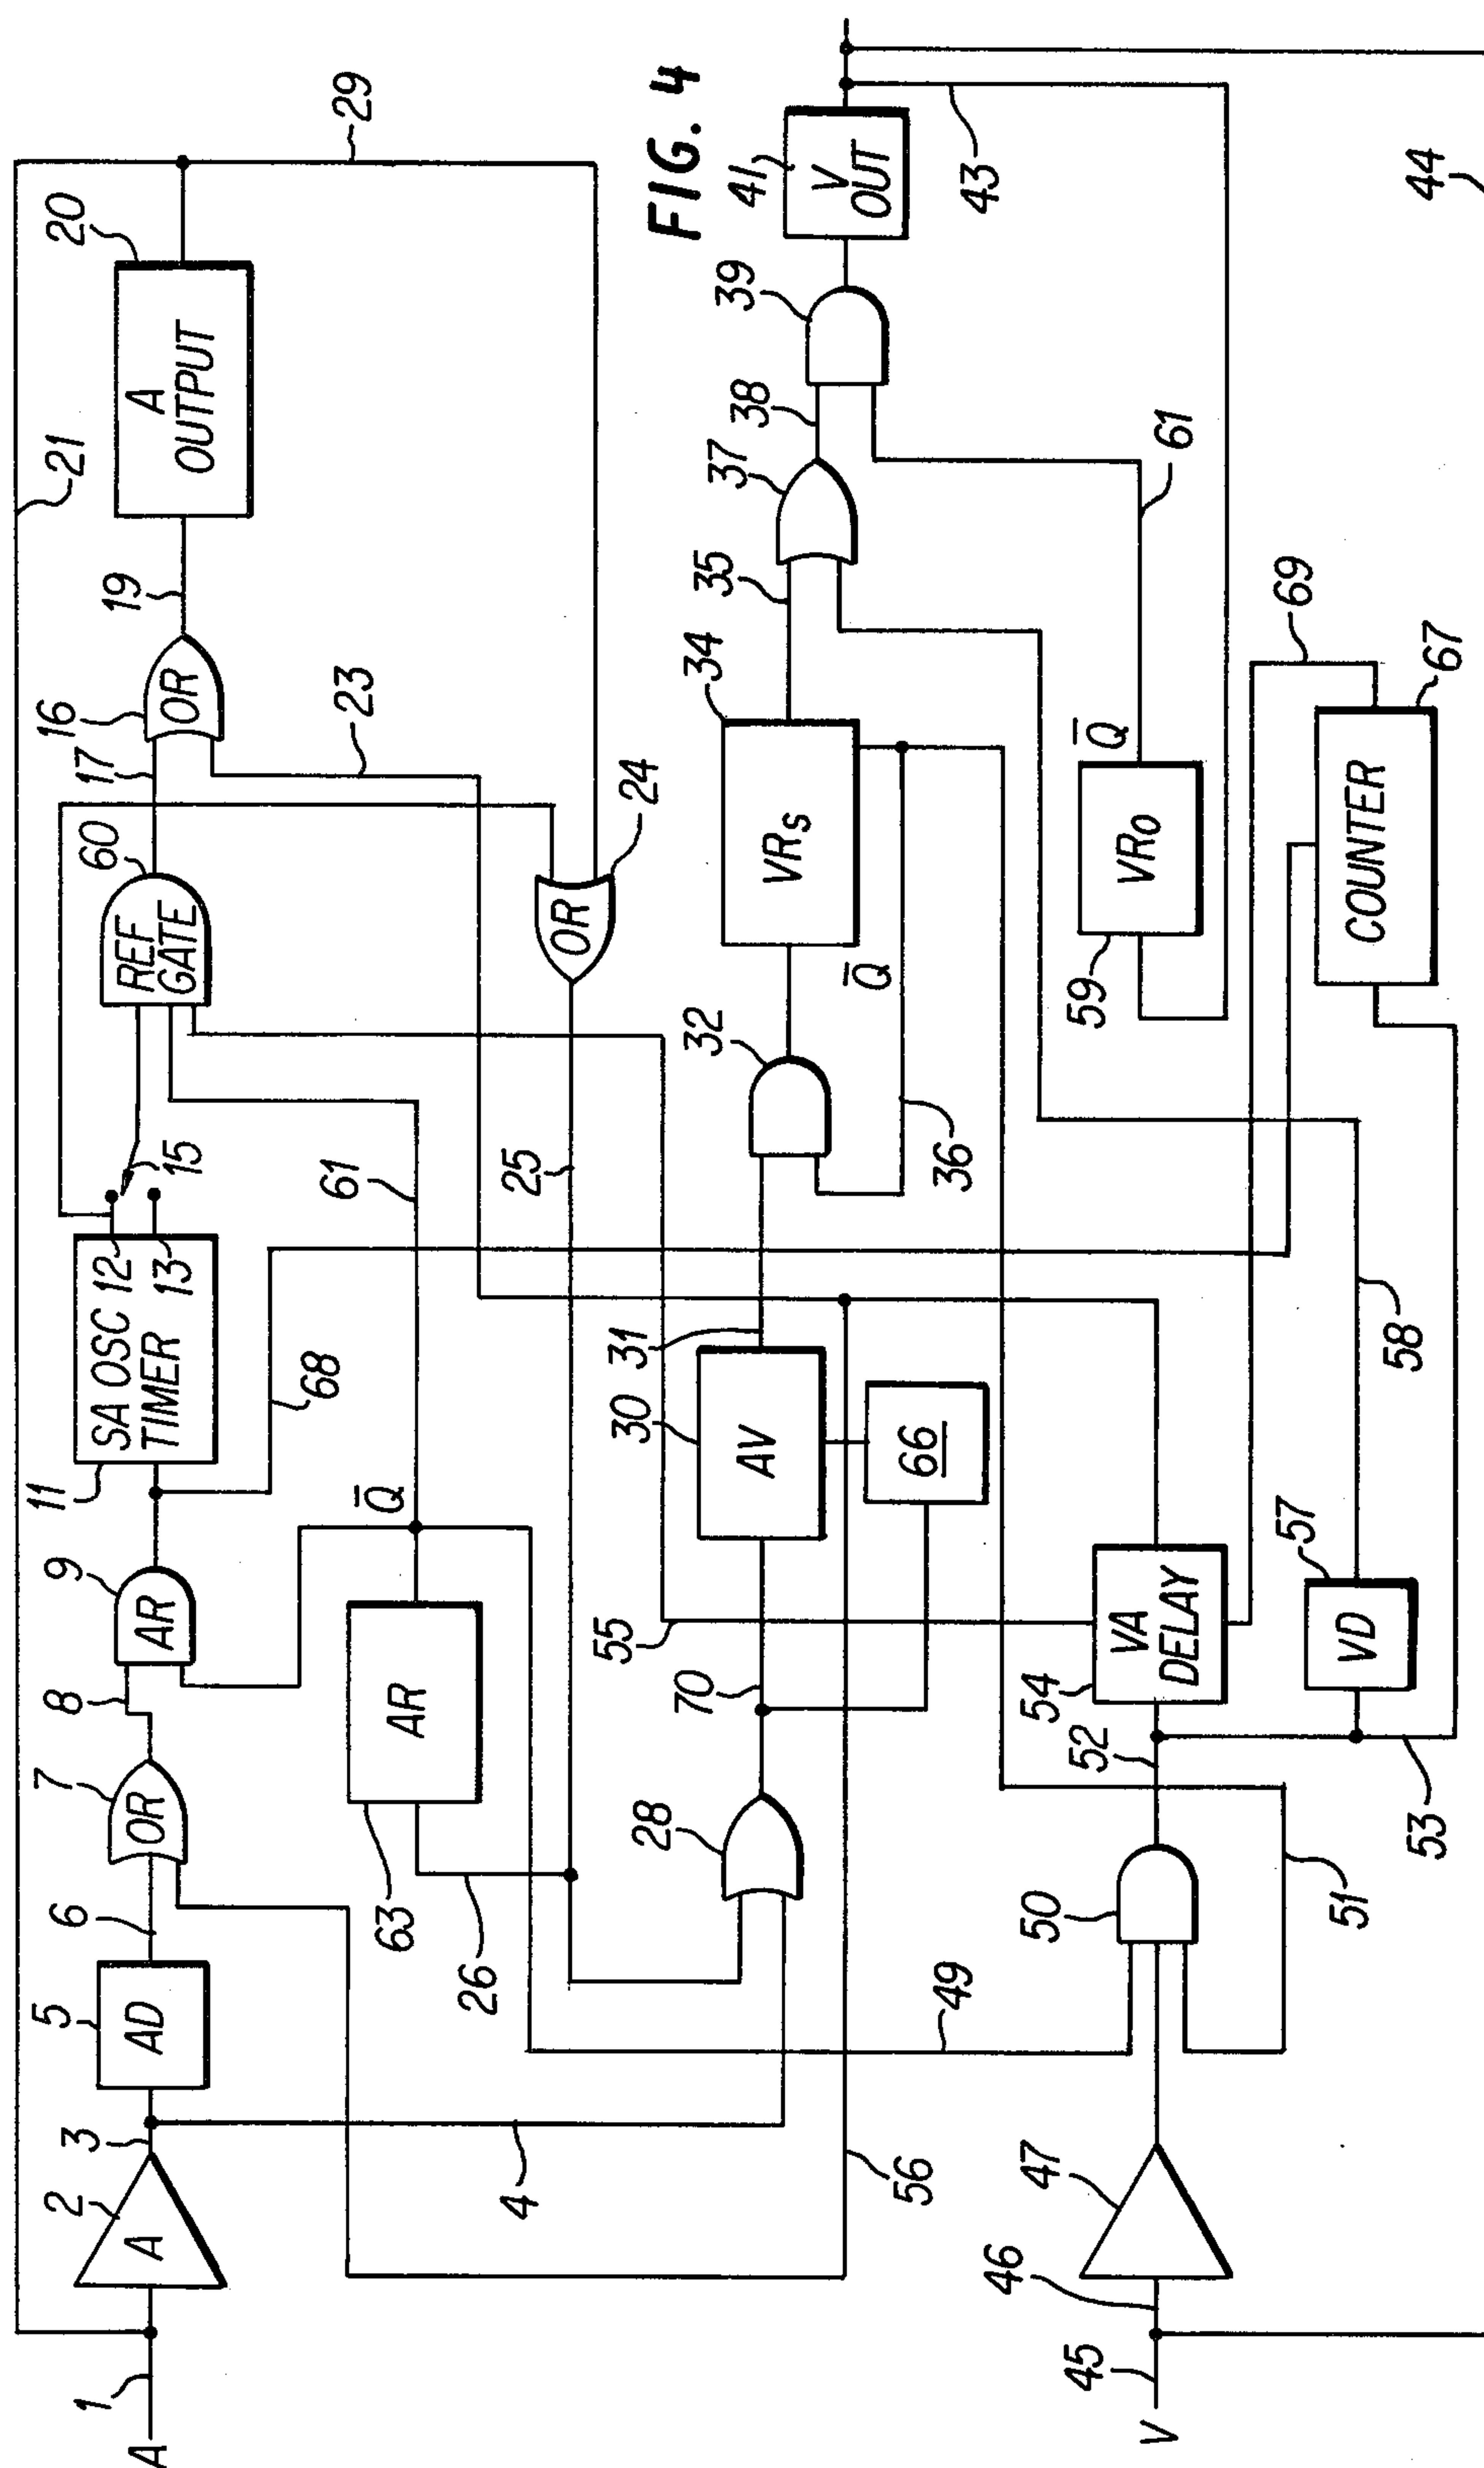 FIG. 4
A
1
2
A
3
4
5
AD
6
7
OR
8
9
AR
11
SA OSC
TIMER
12
13
15
68
60
REF
GATE
17
16
OR
19
20
A
OUTPUT
21
29
23
24
OR
25
61
Q̅
63
AR
26
28
70
55
30
AV
31
66
32
36
Q̅
34
VRS
35
37
38
39
41
V
OUT
43
44
61
Q̅
59
VRO
69
67
COUNTER
58
57
VD
54
VA
DELAY
52
53
51
50
49
56
47
46
45
V